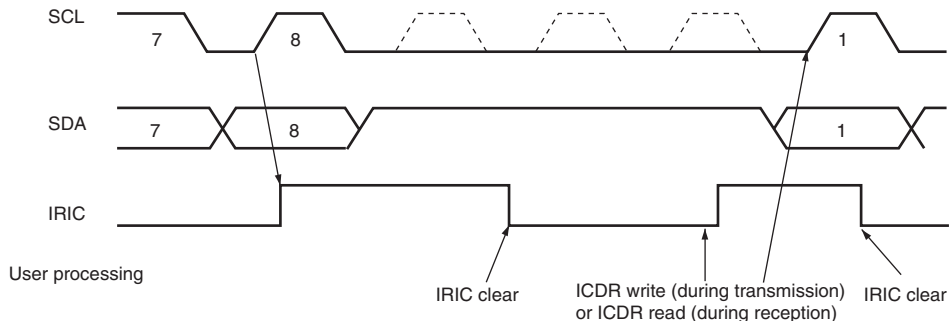 SCL
7
8
1
SDA
7
8
1
IRIC
User processing
IRIC clear
ICDR write (during transmission)
or ICDR read (during reception)
IRIC clear